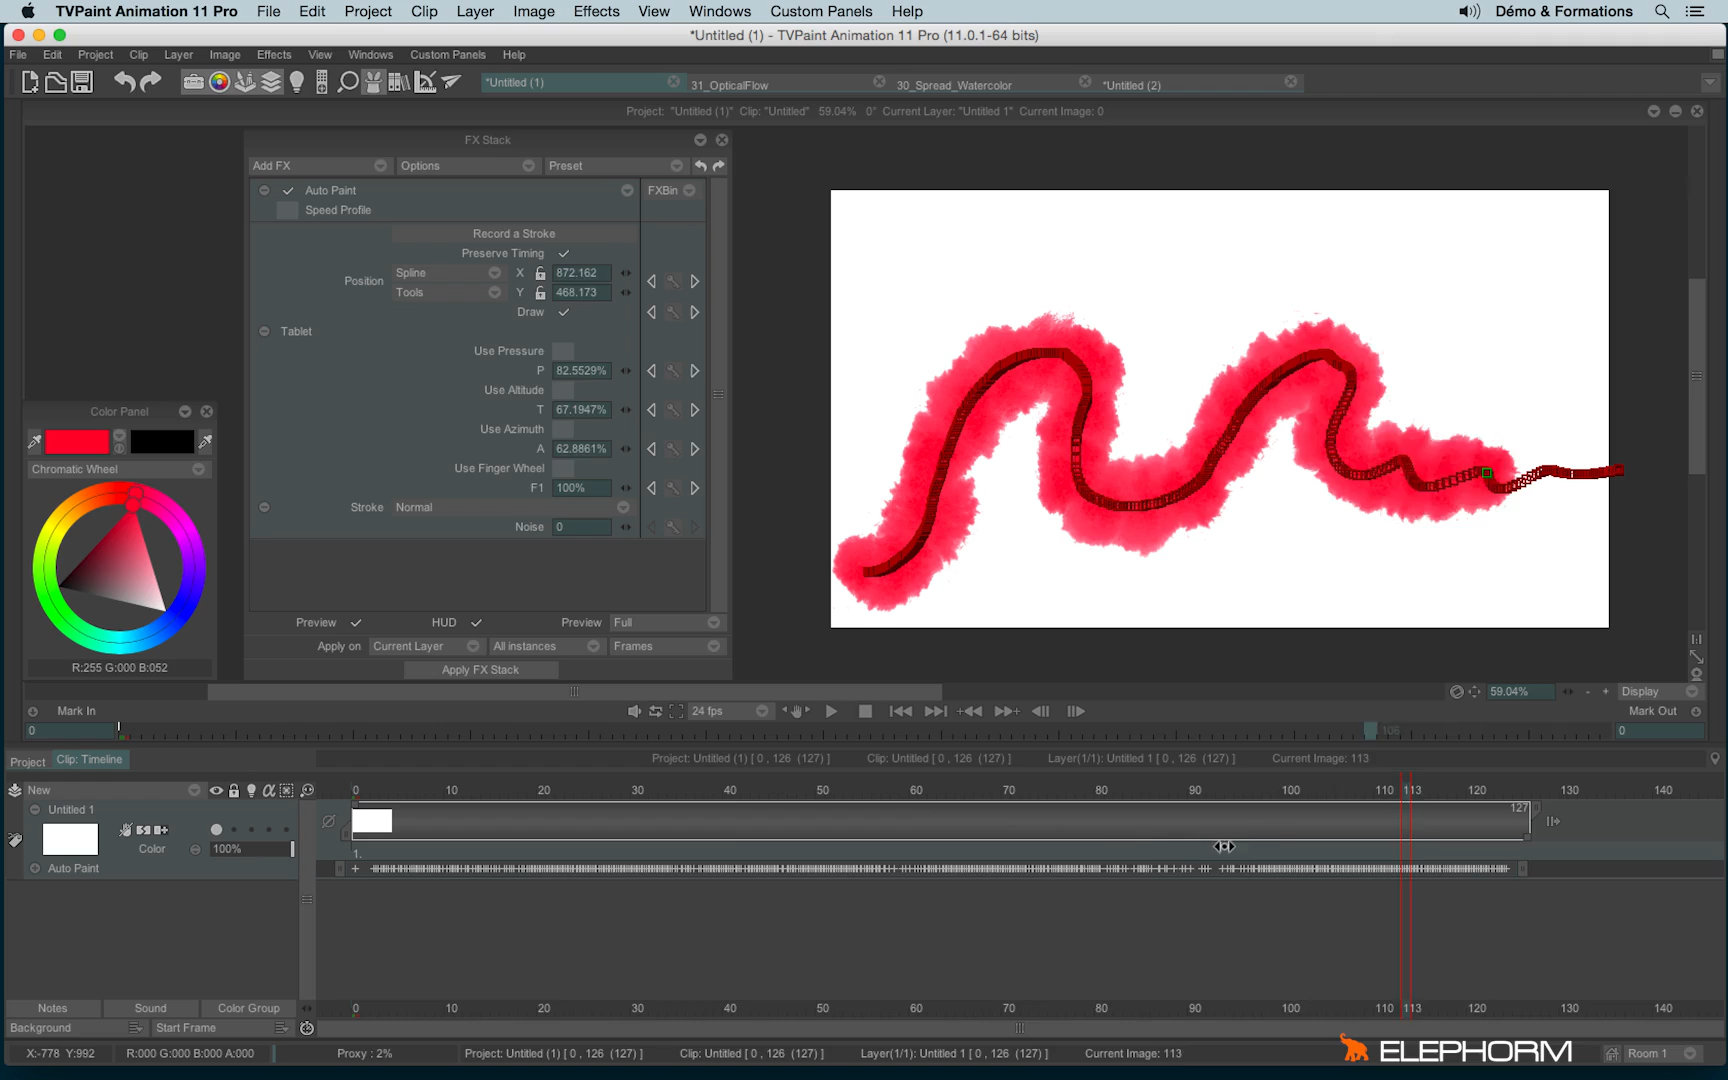 TVPaint Animation 11 Pro File Edit Project Clip Layer Image Effects View Windows Custom Panels Help Démo & Formations
*Untitled (1) - TVPaint Animation 11 Pro (11.0.1-64 bits)
File Edit Project Clip Layer Image Effects View Windows Custom Panels Help
*Untitled (1) 31_OpticalFlow 30_Spread_Watercolor *Untitled (2)
Project: "Untitled (1)" Clip: "Untitled" 59.04% 0° Current Layer: "Untitled 1" Current Image: 0
FX Stack
Add FX Options Preset
Auto Paint FXBin
Speed Profile
Record a Stroke
Preserve Timing
Position Spline X 872.162
Tools Y 468.173
Draw
Tablet
Use Pressure
P 82.5529%
Use Altitude
T 67.1947%
Use Azimuth
A 62.8861%
Use Finger Wheel
F1 100%
Stroke Normal
Noise 0
Preview HUD Preview Full
Apply on Current Layer All instances Frames
Apply FX Stack
Color Panel
Chromatic Wheel
R:255 G:000 B:052
1:1
59.04% - + Display
Mark In 24 fps Mark Out
0 106 0
Project Clip: Timeline Project: Untitled (1) [ 0 , 126 (127) ] Clip: Untitled [ 0 , 126 (127) ] Layer(1/1): Untitled 1 [ 0 , 126 (127) ] Current Image: 113
New 0 10 20 30 40 50 60 70 80 90 100 110 113 120 130 140
Untitled 1 127
Color 100%
1.
Auto Paint
Notes Sound Color Group 0 10 20 30 40 50 60 70 80 90 100 110 113 120 130 140
Background Start Frame
X:-778 Y:992 R:000 G:000 B:000 A:000 Proxy : 2% Project: Untitled (1) [ 0 , 126 (127) ] Clip: Untitled [ 0 , 126 (127) ] Layer(1/1): Untitled 1 [ 0 , 126 (127) ] Current Image: 113 ELEPHORM Room 1